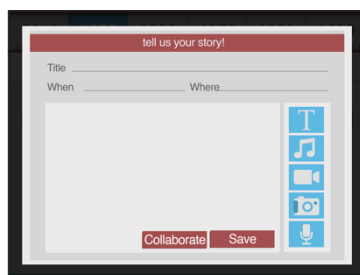 tell us your story!
Title
When Where
T
Collaborate Save